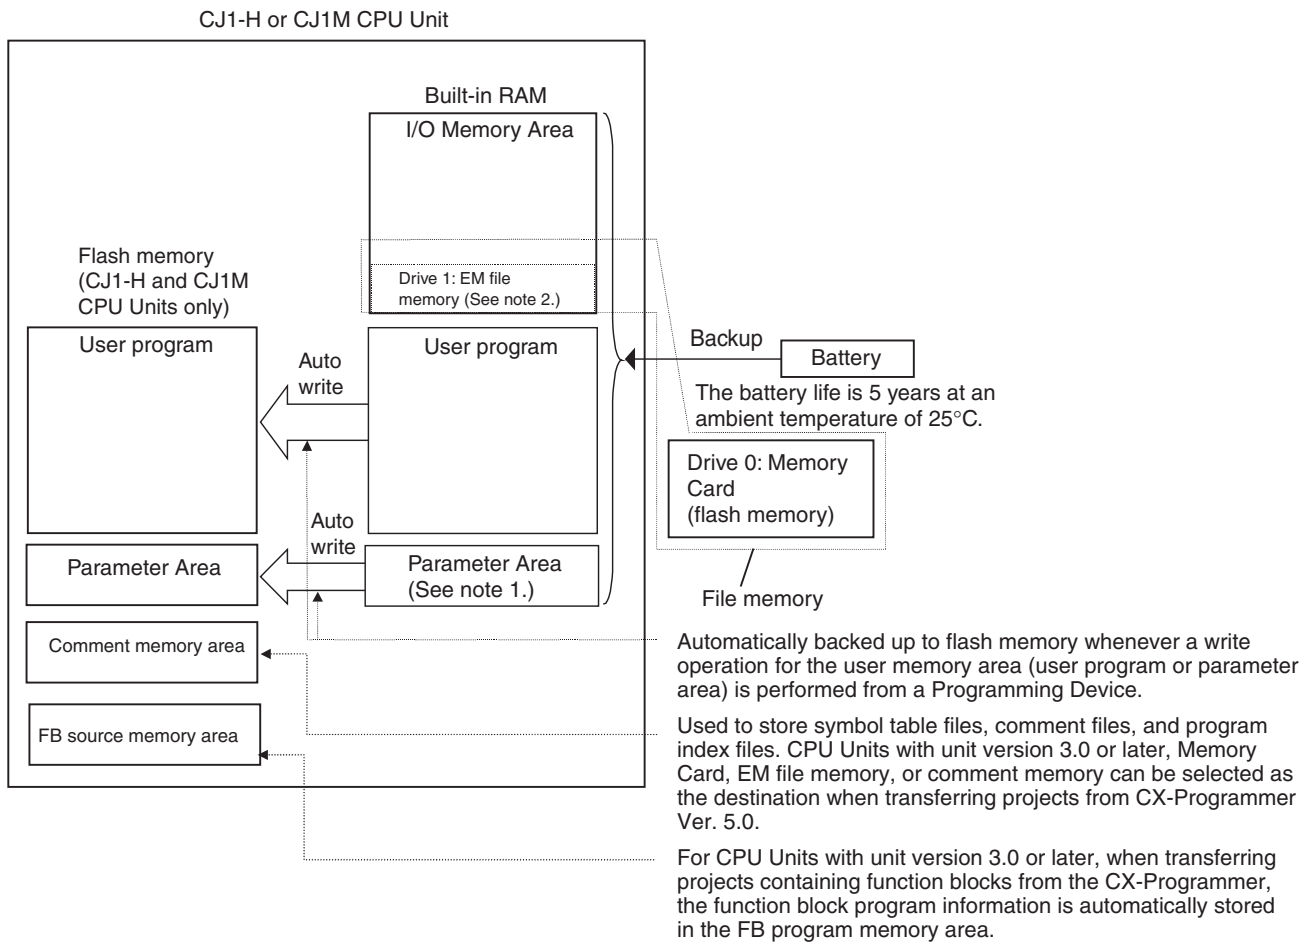 CJ1-H or CJ1M CPU Unit
Built-in RAM
I/O Memory Area
Drive 1: EM file
memory (See note 2.)
Flash memory
(CJ1-H and CJ1M
CPU Units only)
User program
Auto
write
User program
Backup
Battery
The battery life is 5 years at an
ambient temperature of 25°C.
Drive 0: Memory
Card
(flash memory)
File memory
Parameter Area
Auto
write
Parameter Area
(See note 1.)
Comment memory area
FB source memory area
Automatically backed up to flash memory whenever a write
operation for the user memory area (user program or parameter
area) is performed from a Programming Device.
Used to store symbol table files, comment files, and program
index files. CPU Units with unit version 3.0 or later, Memory
Card, EM file memory, or comment memory can be selected as
the destination when transferring projects from CX-Programmer
Ver. 5.0.
For CPU Units with unit version 3.0 or later, when transferring
projects containing function blocks from the CX-Programmer,
the function block program information is automatically stored
in the FB program memory area.